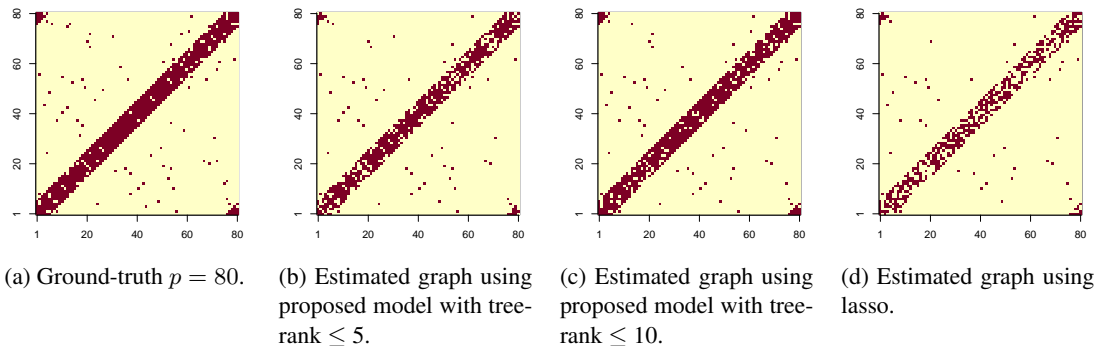 80
60
40
20
1
1 20 40 60 80
80
60
40
20
1
1 20 40 60 80
80
60
40
20
1
1 20 40 60 80
80
60
40
20
1
1 20 40 60 80
(a) Ground-truth p = 80.
(b) Estimated graph using
proposed model with tree-
rank ≤ 5.
(c) Estimated graph using
proposed model with tree-
rank ≤ 10.
(d) Estimated graph using
lasso.